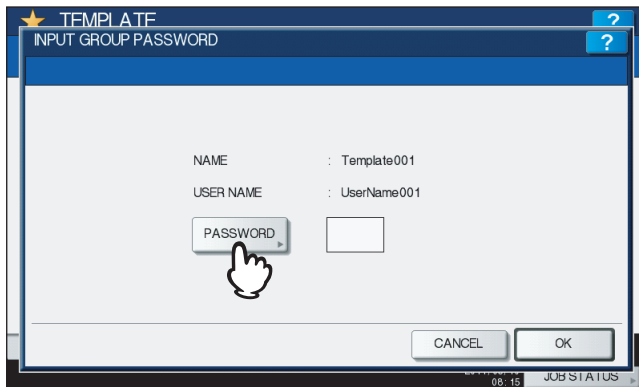 TEMPLATE ?
INPUT GROUP PASSWORD ?
NAME : Template001
USER NAME : UserName001
PASSWORD
CANCEL OK
08:15 JOB STATUS